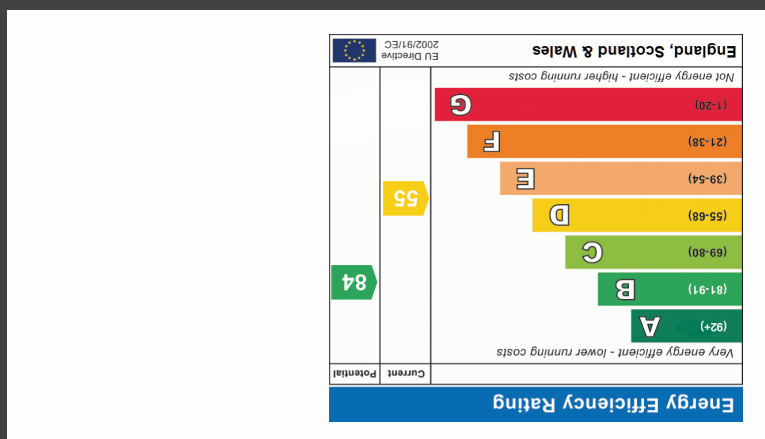 Energy Efficiency Rating
Current Potential
Very energy efficient - lower running costs
(92+) A
(81-91) B
84
(69-80) C
(55-68) D
55
(39-54) E
(21-38) F
(1-20) G
Not energy efficient - higher running costs
England, Scotland & Wales
EU Directive
2002/91/EC